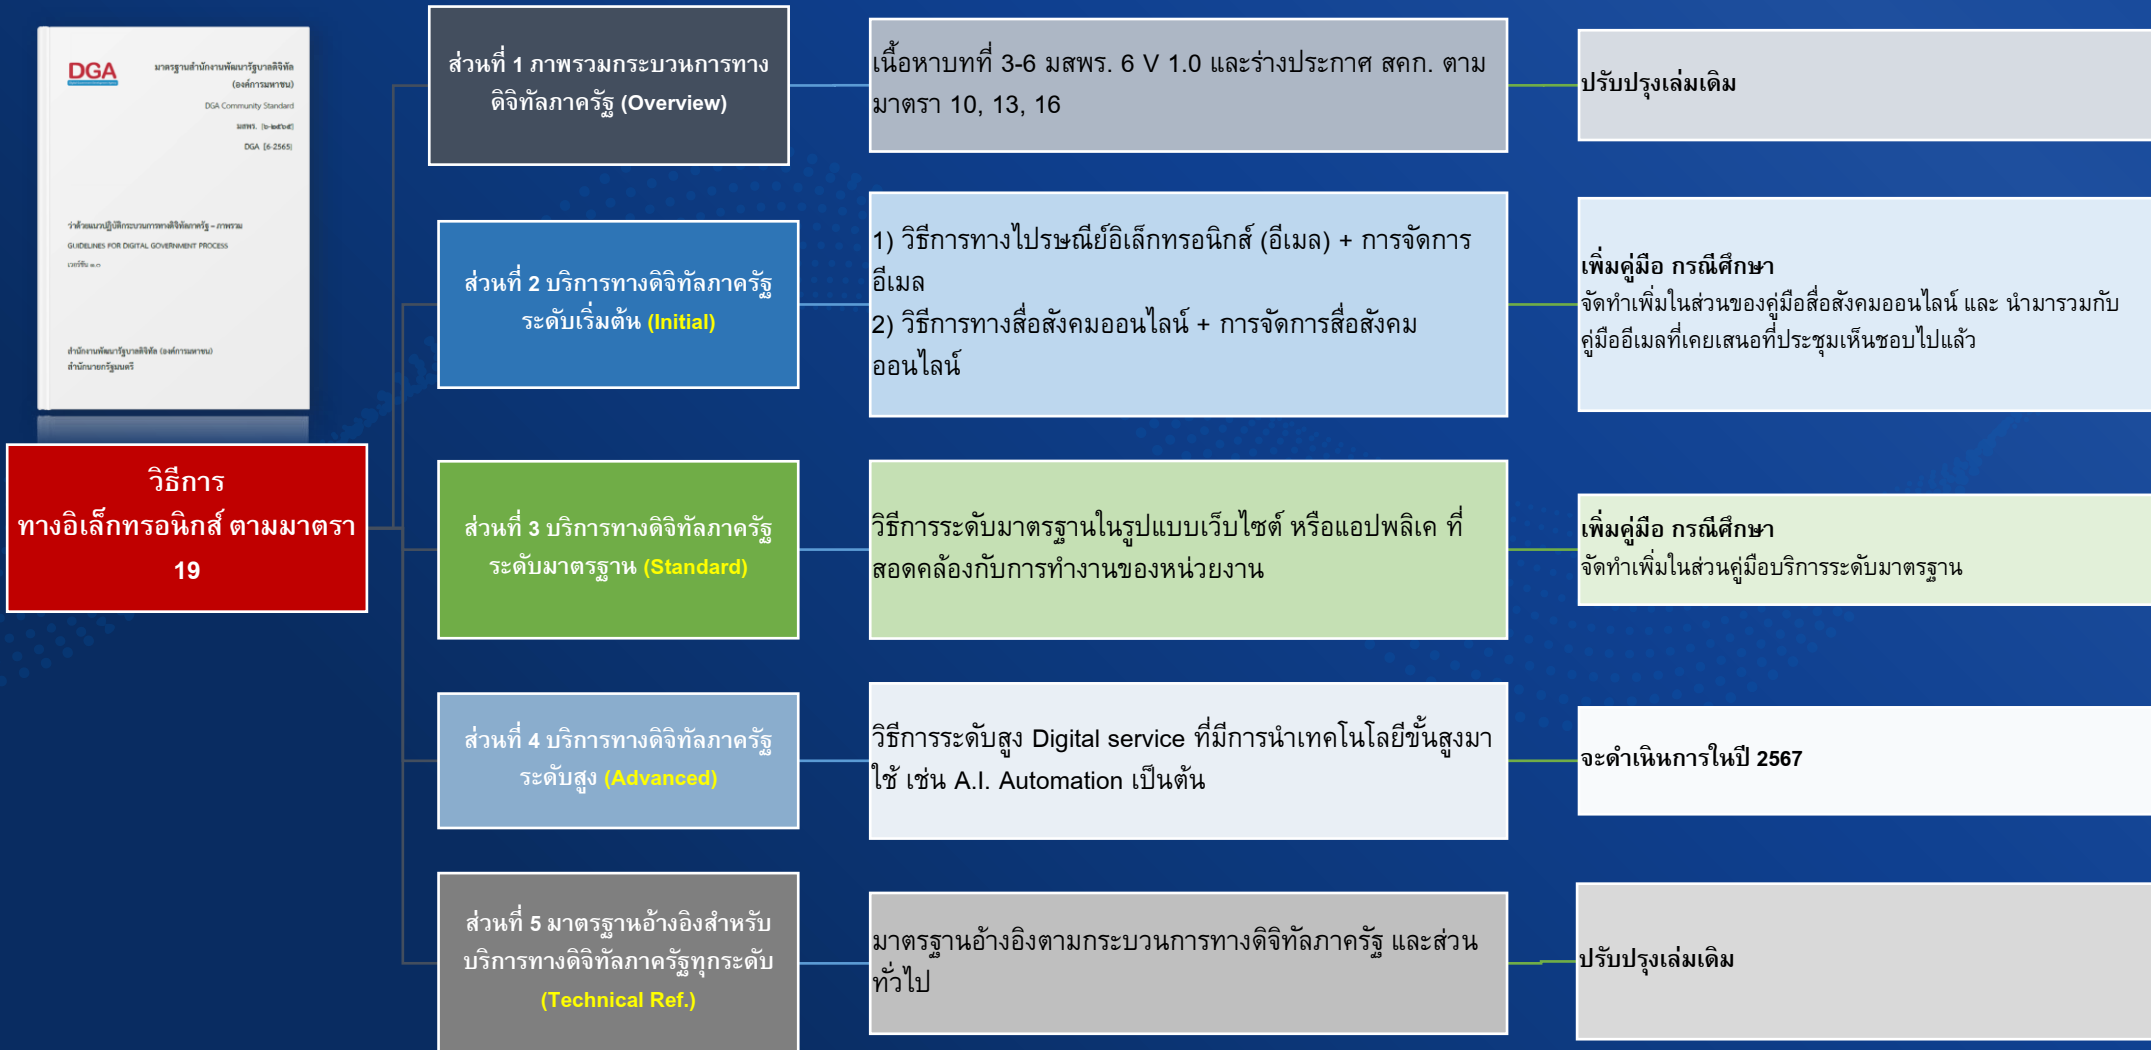 DGA
มาตรฐานสำนักงานพัฒนารัฐบาลดิจิทัล
(องค์การมหาชน)
DGA Community Standard
มสพร. [๖-๒๕๖๕]
DGA [6-2565]
ว่าด้วยแนวปฏิบัติกระบวนการทางดิจิทัลภาครัฐ – ภาพรวม
GUIDELINES FOR DIGITAL GOVERNMENT PROCESS
เวอร์ชัน ๑.๐
สำนักงานพัฒนารัฐบาลดิจิทัล (องค์การมหาชน)
สำนักนายกรัฐมนตรี
วิธีการ
ทางอิเล็กทรอนิกส์ ตามมาตรา
19
ส่วนที่ 1 ภาพรวมกระบวนการทาง
ดิจิทัลภาครัฐ (Overview)
เนื้อหาบทที่ 3-6 มสพร. 6 V 1.0 และร่างประกาศ สคก. ตาม
มาตรา 10, 13, 16
ปรับปรุงเล่มเดิม
ส่วนที่ 2 บริการทางดิจิทัลภาครัฐ
ระดับเริ่มต้น (Initial)
1) วิธีการทางไปรษณีย์อิเล็กทรอนิกส์ (อีเมล) + การจัดการ
อีเมล
2) วิธีการทางสื่อสังคมออนไลน์ + การจัดการสื่อสังคม
ออนไลน์
เพิ่มคู่มือ กรณีศึกษา
จัดทำเพิ่มในส่วนของคู่มือสื่อสังคมออนไลน์ และ นำมารวมกับ
คู่มืออีเมลที่เคยเสนอที่ประชุมเห็นชอบไปแล้ว
ส่วนที่ 3 บริการทางดิจิทัลภาครัฐ
ระดับมาตรฐาน (Standard)
วิธีการระดับมาตรฐานในรูปแบบเว็บไซต์ หรือแอปพลิเค ที่
สอดคล้องกับการทำงานของหน่วยงาน
เพิ่มคู่มือ กรณีศึกษา
จัดทำเพิ่มในส่วนคู่มือบริการระดับมาตรฐาน
ส่วนที่ 4 บริการทางดิจิทัลภาครัฐ
ระดับสูง (Advanced)
วิธีการระดับสูง Digital service ที่มีการนำเทคโนโลยีขั้นสูงมา
ใช้ เช่น A.I. Automation เป็นต้น
จะดำเนินการในปี 2567
ส่วนที่ 5 มาตรฐานอ้างอิงสำหรับ
บริการทางดิจิทัลภาครัฐทุกระดับ
(Technical Ref.)
มาตรฐานอ้างอิงตามกระบวนการทางดิจิทัลภาครัฐ และส่วน
ทั่วไป
ปรับปรุงเล่มเดิม